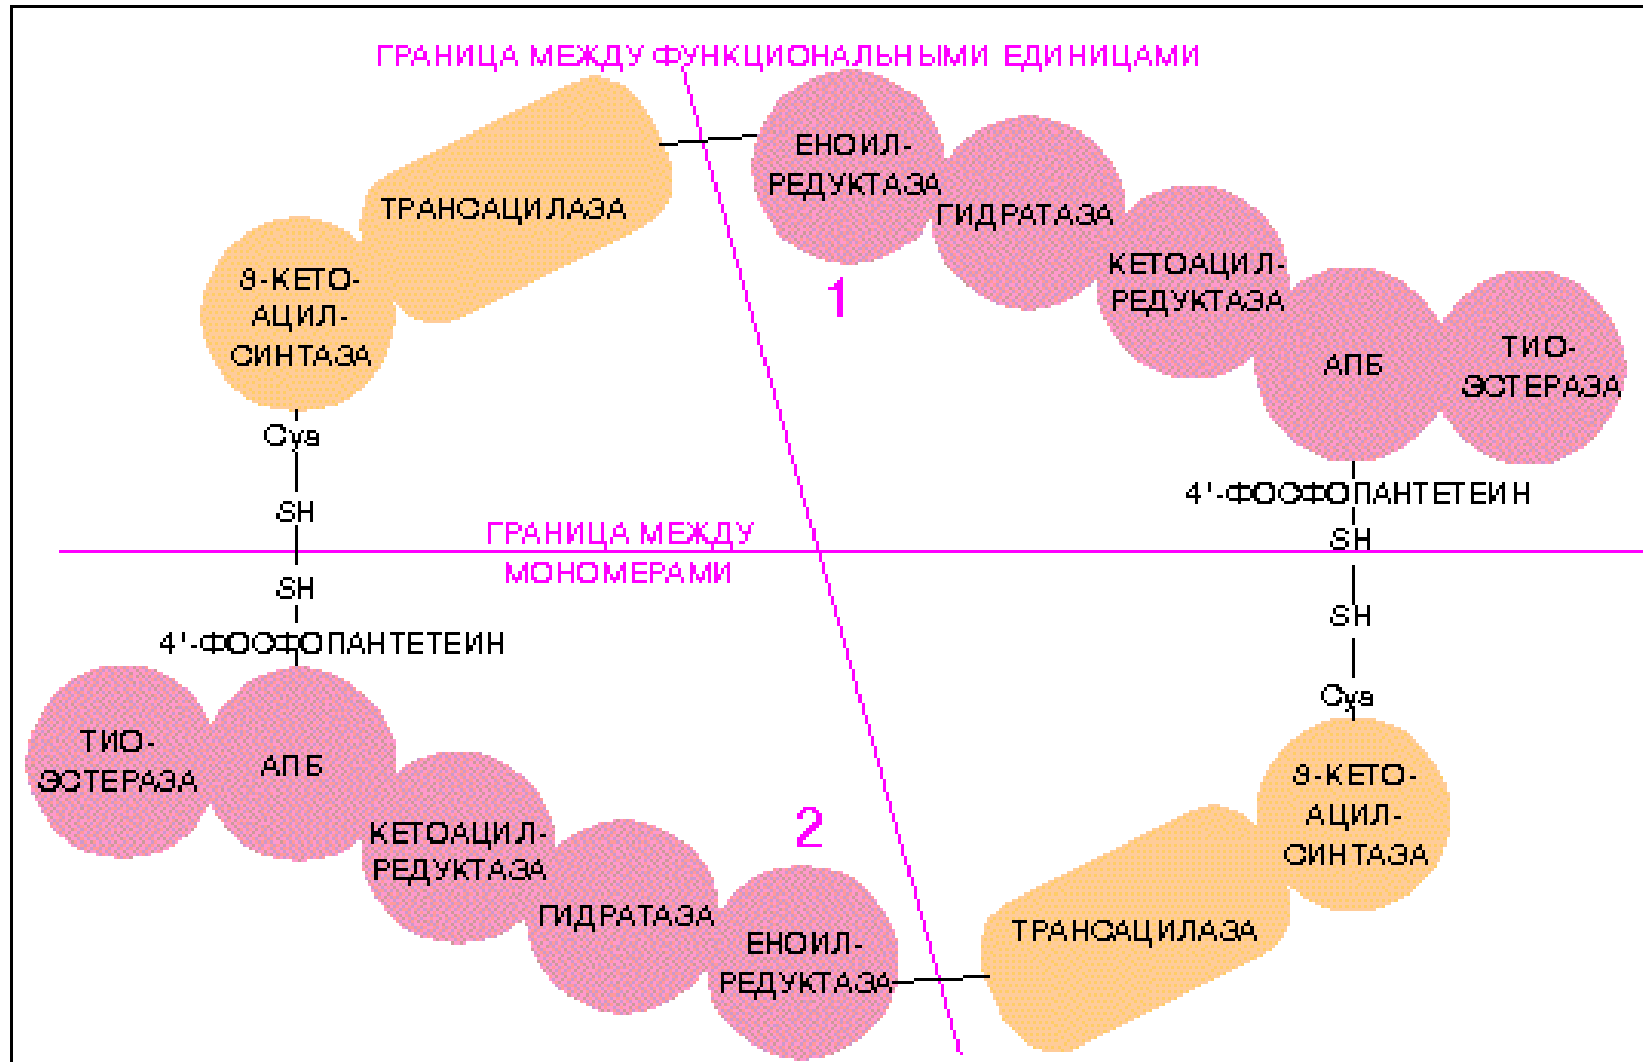 ГРАНИЦА МЕЖДУ ФУНКЦИОНАЛЬНЫМИ ЕДИНИЦАМИ
ЕНОИЛ-
РЕДУКТАЗА
ТРАНСАЦИЛАЗА
ГИДРАТАЗА
3-КЕТО-
АЦИЛ-
СИНТАЗА
КЕТОАЦИЛ-
РЕДУКТАЗА
1
АПБ
ТИО-
ЭСТЕРАЗА
Cys
SH
4'-ФОСФОПАНТЕТЕИН
SH
ГРАНИЦА МЕЖДУ
МОНОМЕРАМИ
SH
4'-ФОСФОПАНТЕТЕИН
SH
Cys
ТИО-
ЭСТЕРАЗА
АПБ
КЕТОАЦИЛ-
РЕДУКТАЗА
2
ГИДРАТАЗА
ЕНОИЛ-
РЕДУКТАЗА
3-КЕТО-
АЦИЛ-
СИНТАЗА
ТРАНСАЦИЛАЗА